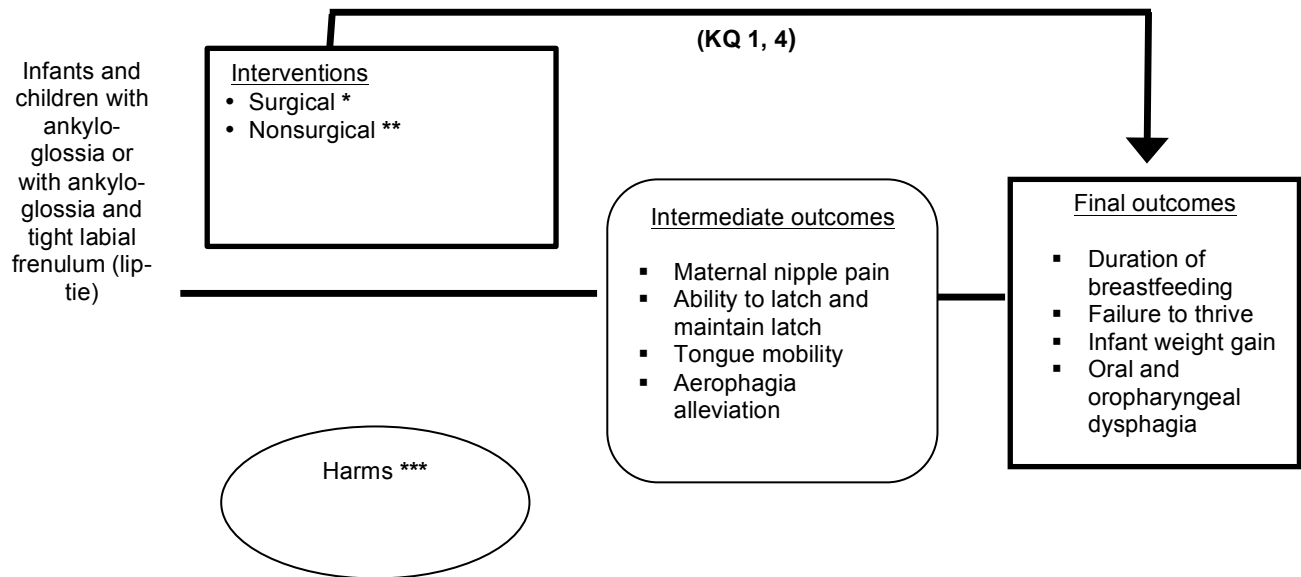 (KQ 1, 4)
Infants and
children with
ankylo-
glossia or
with ankylo-
glossia and
tight labial
frenulum (lip-
tie)
Interventions
• Surgical *
• Nonsurgical **
Intermediate outcomes
▪ Maternal nipple pain
▪ Ability to latch and
maintain latch
▪ Tongue mobility
▪ Aerophagia
alleviation
Final outcomes
▪ Duration of
breastfeeding
▪ Failure to thrive
▪ Infant weight gain
▪ Oral and
oropharyngeal
dysphagia
Harms ***